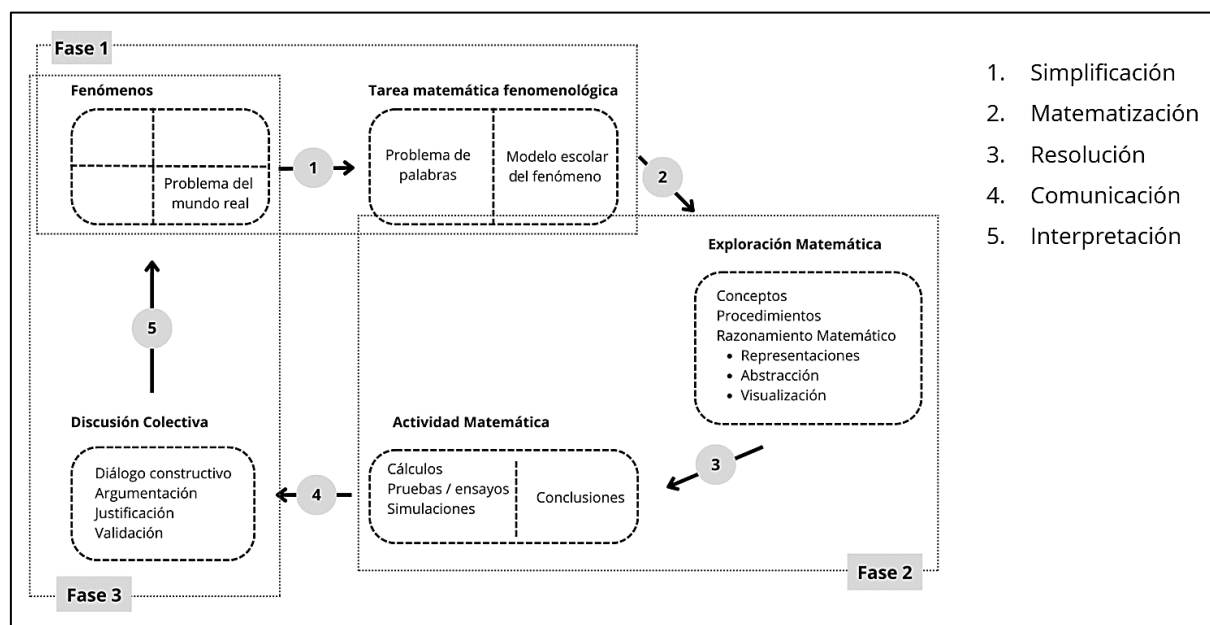 Fase 1
Fenómenos
Problema del
mundo real
1
Tarea matemática fenomenológica
Problema de
palabras
Modelo escolar
del fenómeno
2
Exploración Matemática
Conceptos
Procedimientos
Razonamiento Matemático
• Representaciones
• Abstracción
• Visualización
3
Actividad Matemática
Cálculos
Pruebas / ensayos
Simulaciones
Conclusiones
Fase 2
4
Discusión Colectiva
Diálogo constructivo
Argumentación
Justificación
Validación
5
Fase 3
1. Simplificación
2. Matematización
3. Resolución
4. Comunicación
5. Interpretación